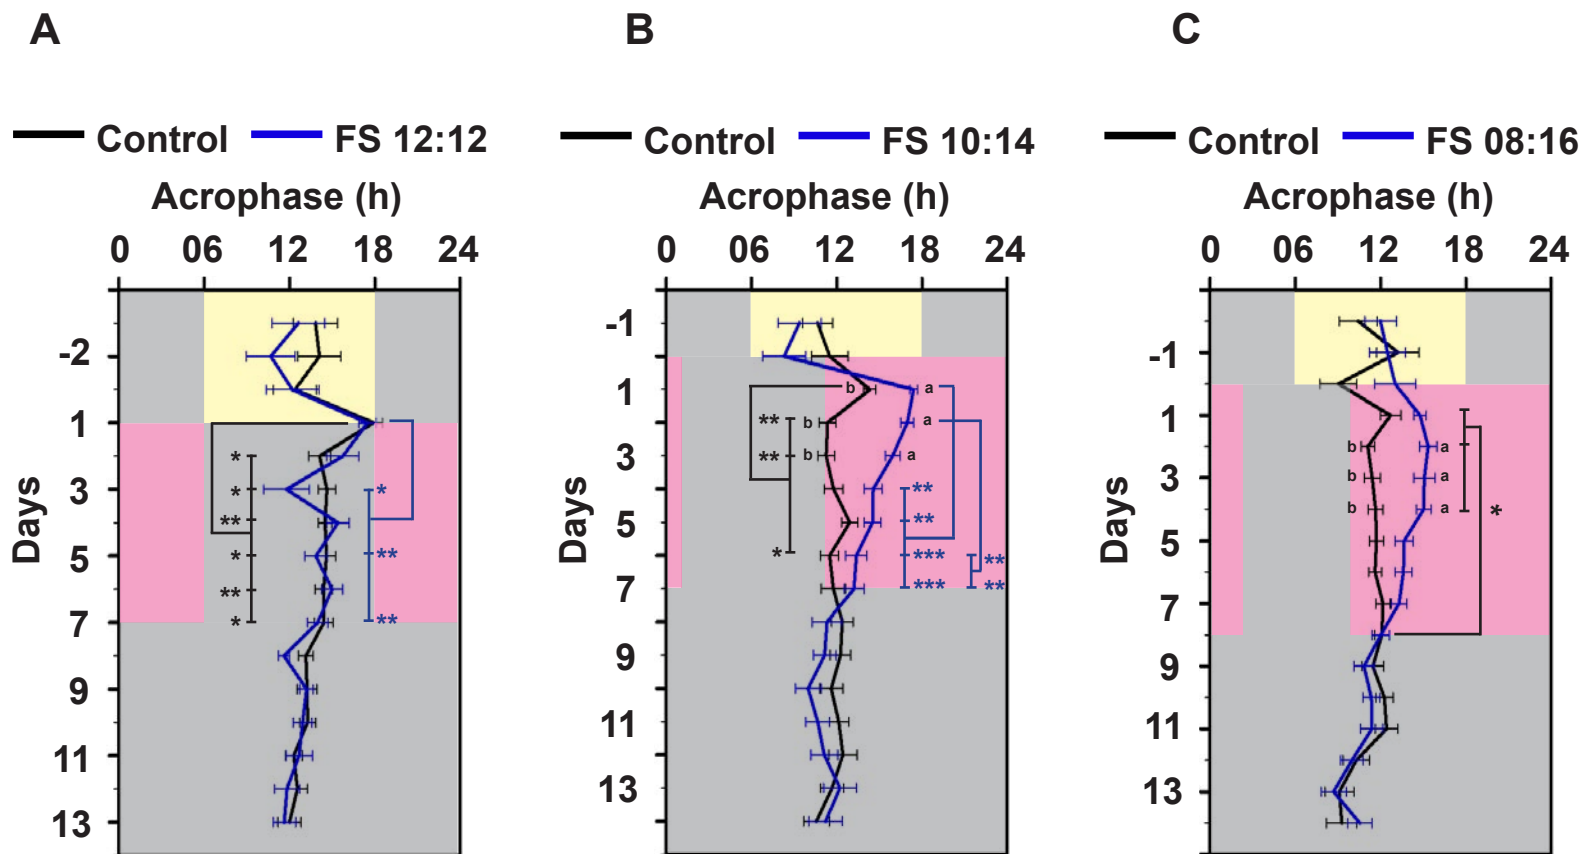 A B C
Control FS 12:12 Control FS 10:14 Control FS 08:16
Acrophase (h) Acrophase (h) Acrophase (h)
0 06 12 18 24 0 06 12 18 24 0 06 12 18 24
Days
-2
1
3
5
7
9
11
13
*
*
**
*
**
*
*
**
**
Days
-1
1
3
5
7
9
11
13
b a
** b a
** b a
**
**
* *** **
*** **
Days
-1
1
3
5
7
9
11
13
b a
b a
b a *